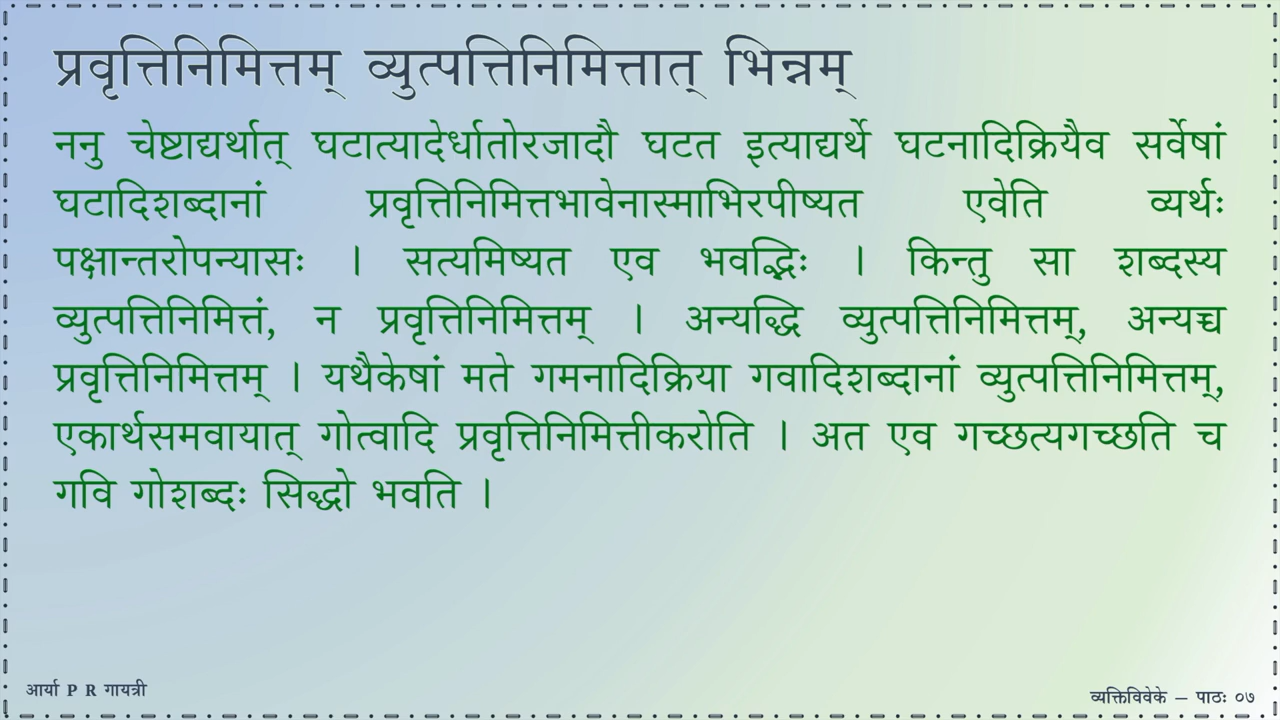 प्रवृत्तिनिमित्तम् व्युत्पत्तिनिमित्तात् भिन्नम्
ननु चेष्टाद्यर्थात् घटात्यादेर्धातोरजादौ घटत इत्याद्यर्थे घटनादिक्रियैव सर्वेषां
घटादिशब्दानां प्रवृत्तिनिमित्तभावेनास्माभिरपीष्यत एवेति व्यर्थः
पक्षान्तरोपन्यासः । सत्यमिष्यत एव भवद्भिः । किन्तु सा शब्दस्य
व्युत्पत्तिनिमित्तं, न प्रवृत्तिनिमित्तम् । अन्यद्धि व्युत्पत्तिनिमित्तम्, अन्यच्च
प्रवृत्तिनिमित्तम् । यथैकेषां मते गमनादिक्रिया गवादिशब्दानां व्युत्पत्तिनिमित्तम्,
एकार्थसमवायात् गोत्वादि प्रवृत्तिनिमित्तीकरोति । अत एव गच्छत्यगच्छति च
गवि गोशब्दः सिद्धो भवति ।
आर्या P R गायत्री
व्यक्तिविवेके – पाठः ०७